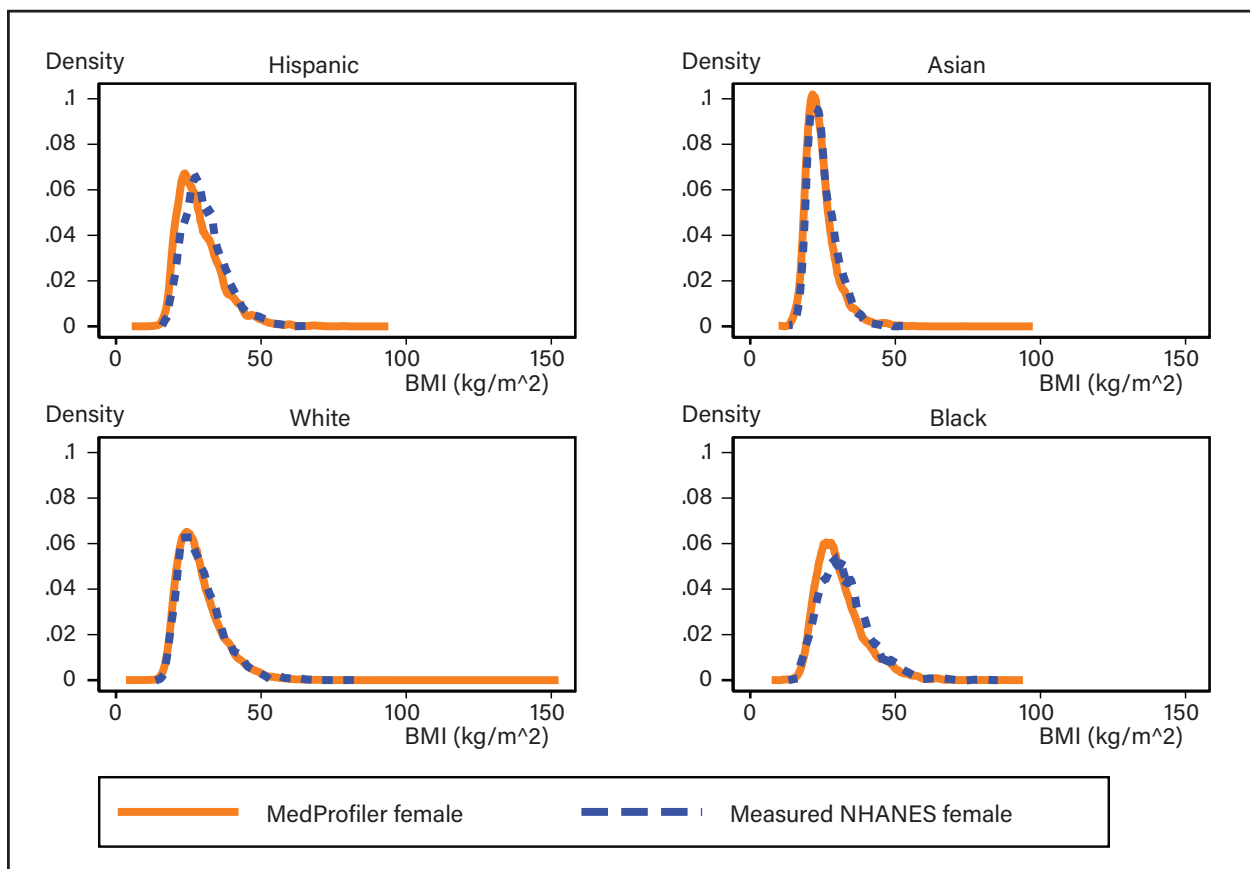 Density
Hispanic
.1
.08
.06
.04
.02
0
0 50 100 150
BMI (kg/m^2)
Density
Asian
.1
.08
.06
.04
.02
0
0 50 100 150
BMI (kg/m^2)
Density
White
.1
.08
.06
.04
.02
0
0 50 100 150
BMI (kg/m^2)
Density
Black
.1
.08
.06
.04
.02
0
0 50 100 150
BMI (kg/m^2)
MedProfiler female
Measured NHANES female